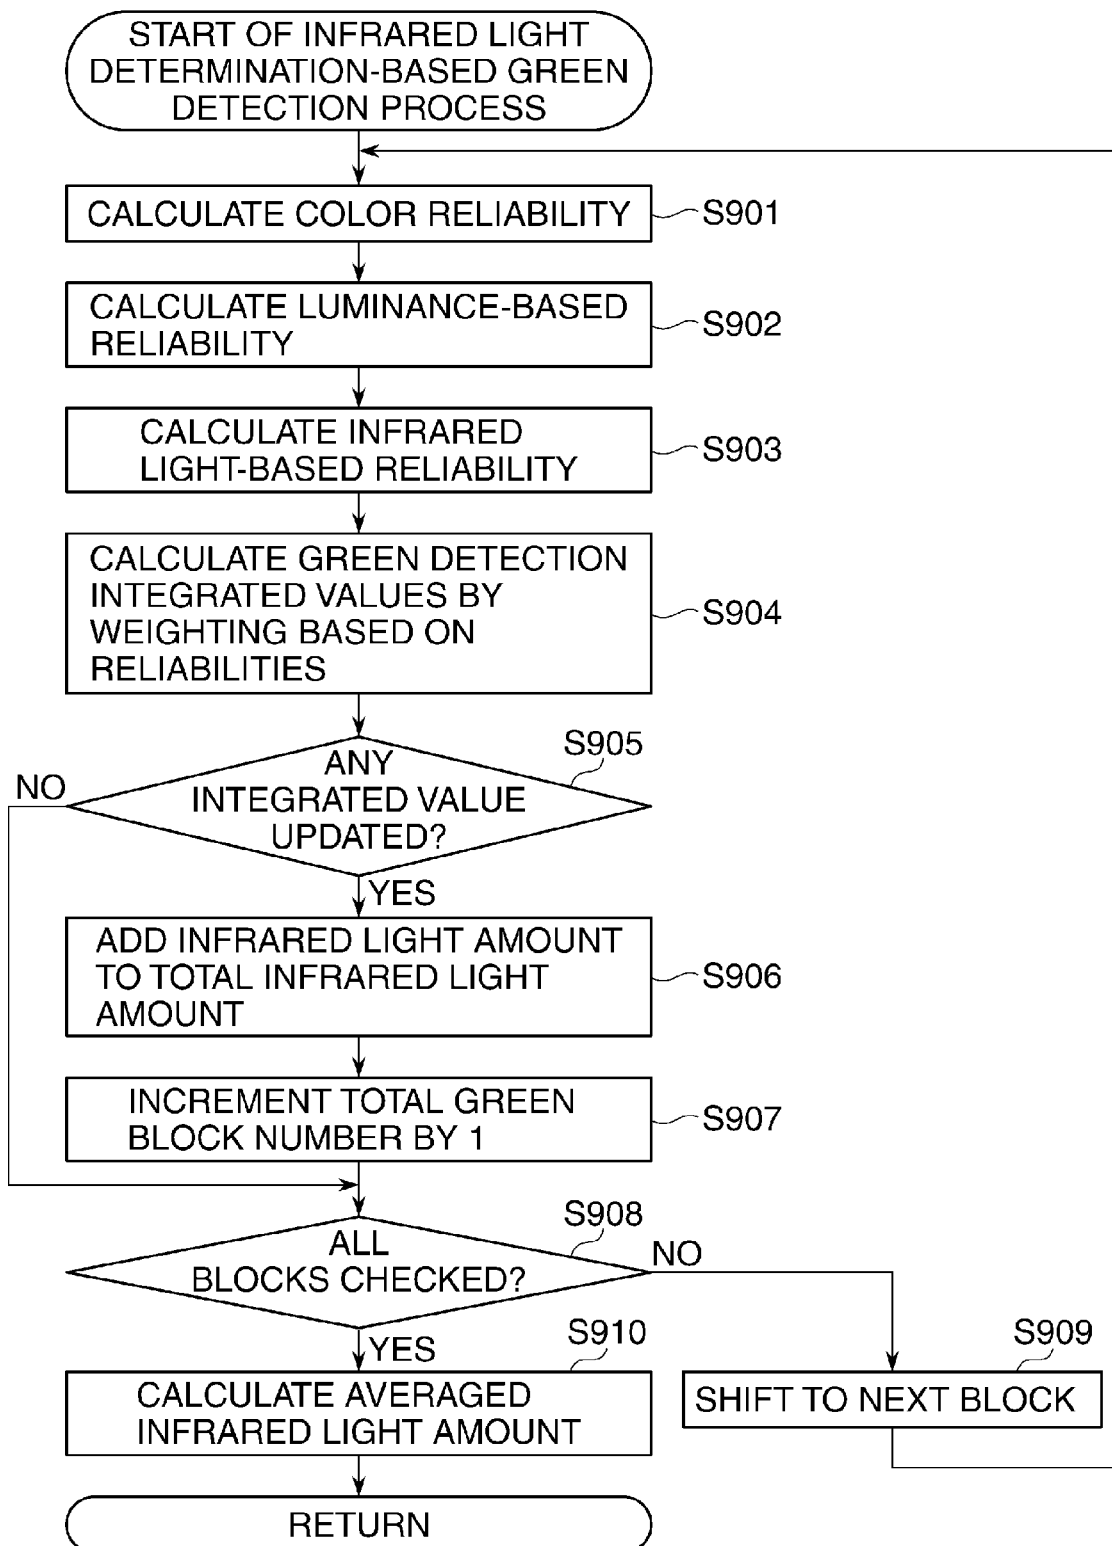 START OF INFRARED LIGHT
DETERMINATION-BASED GREEN
DETECTION PROCESS
CALCULATE COLOR RELIABILITY
S901
CALCULATE LUMINANCE-BASED
RELIABILITY
S902
CALCULATE INFRARED
LIGHT-BASED RELIABILITY
S903
CALCULATE GREEN DETECTION
INTEGRATED VALUES BY
WEIGHTING BASED ON
RELIABILITIES
S904
S905
ANY
INTEGRATED VALUE
UPDATED?
NO
YES
ADD INFRARED LIGHT AMOUNT
TO TOTAL INFRARED LIGHT
AMOUNT
S906
INCREMENT TOTAL GREEN
BLOCK NUMBER BY 1
S907
S908
ALL
BLOCKS CHECKED?
NO
YES
S910
CALCULATE AVERAGED
INFRARED LIGHT AMOUNT
S909
SHIFT TO NEXT BLOCK
RETURN